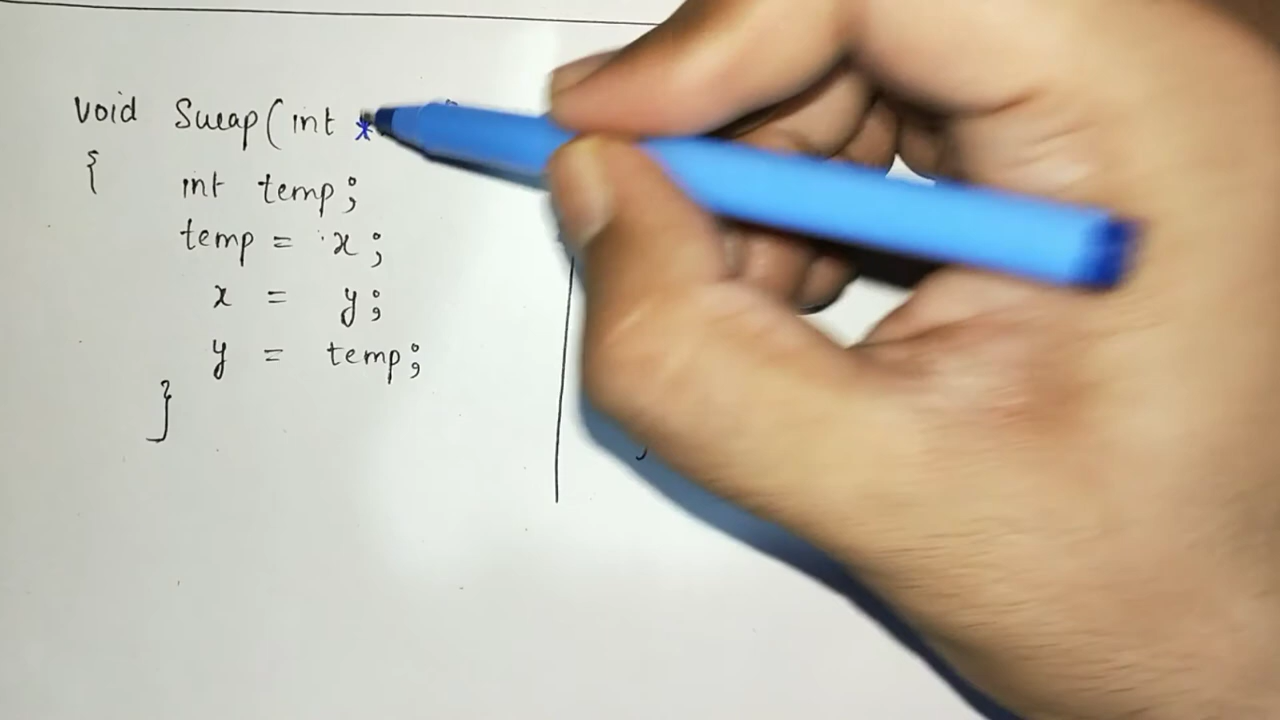 void Swap(int *
{ int temp;
temp = x;
x = y;
y = temp;
}